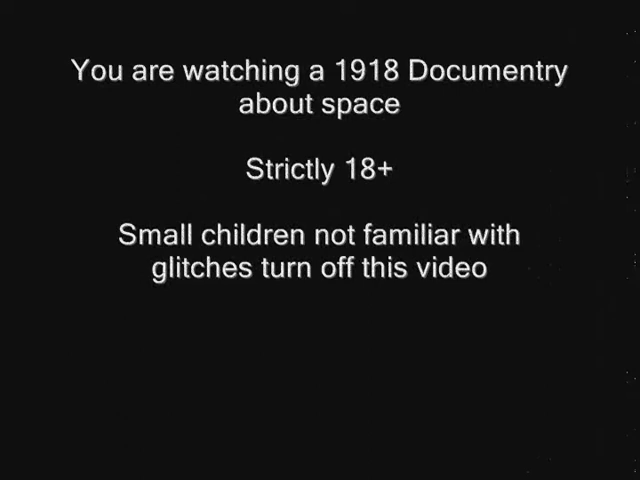 You are watching a 1918 Documentry
about space
Strictly 18+
Small children not familiar with
glitches turn off this video